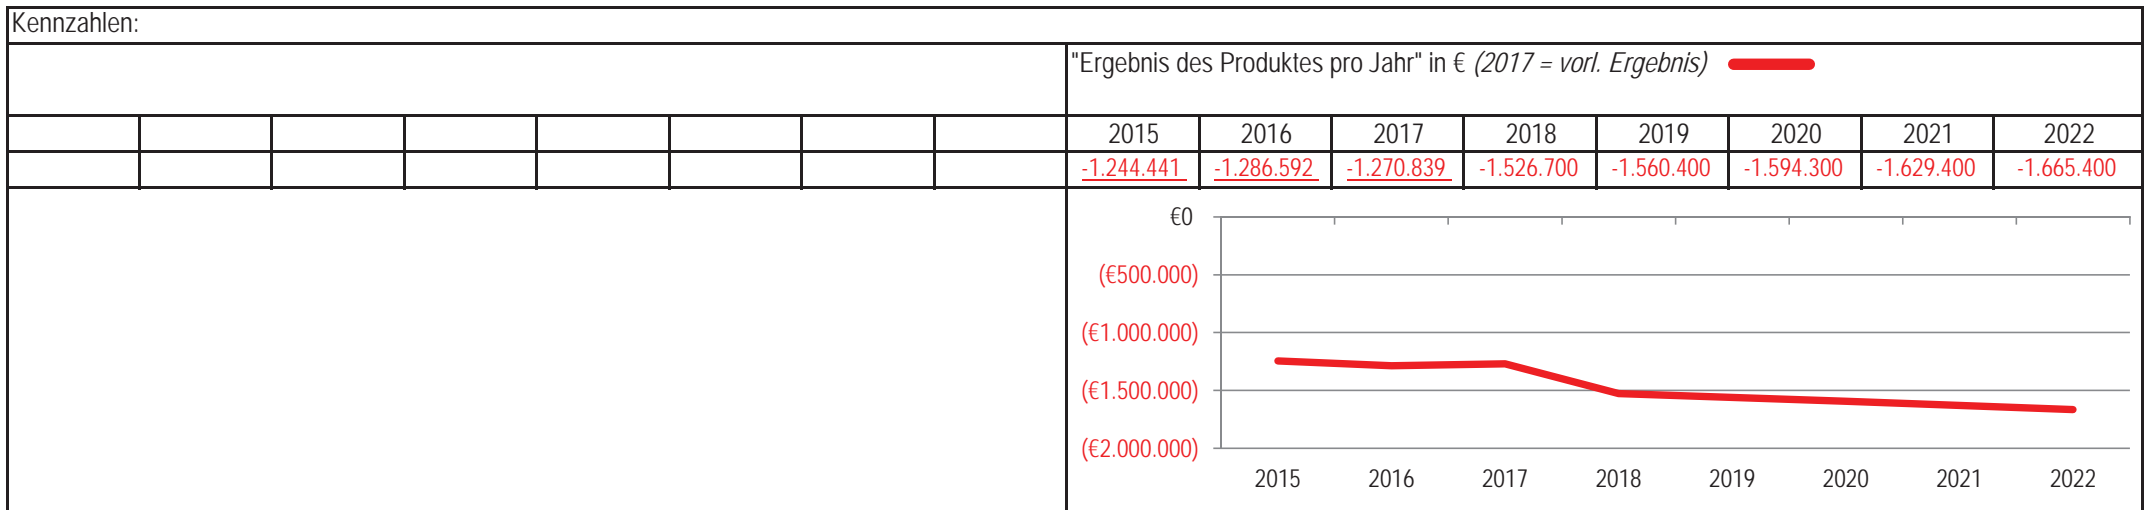 Kennzahlen:
"Ergebnis des Produktes pro Jahr" in € (2017 = vorl. Ergebnis)
2015 2016 2017 2018 2019 2020 2021 2022
-1.244.441 -1.286.592 -1.270.839 -1.526.700 -1.560.400 -1.594.300 -1.629.400 -1.665.400
€0
(€500.000)
(€1.000.000)
(€1.500.000)
(€2.000.000)
2015 2016 2017 2018 2019 2020 2021 2022